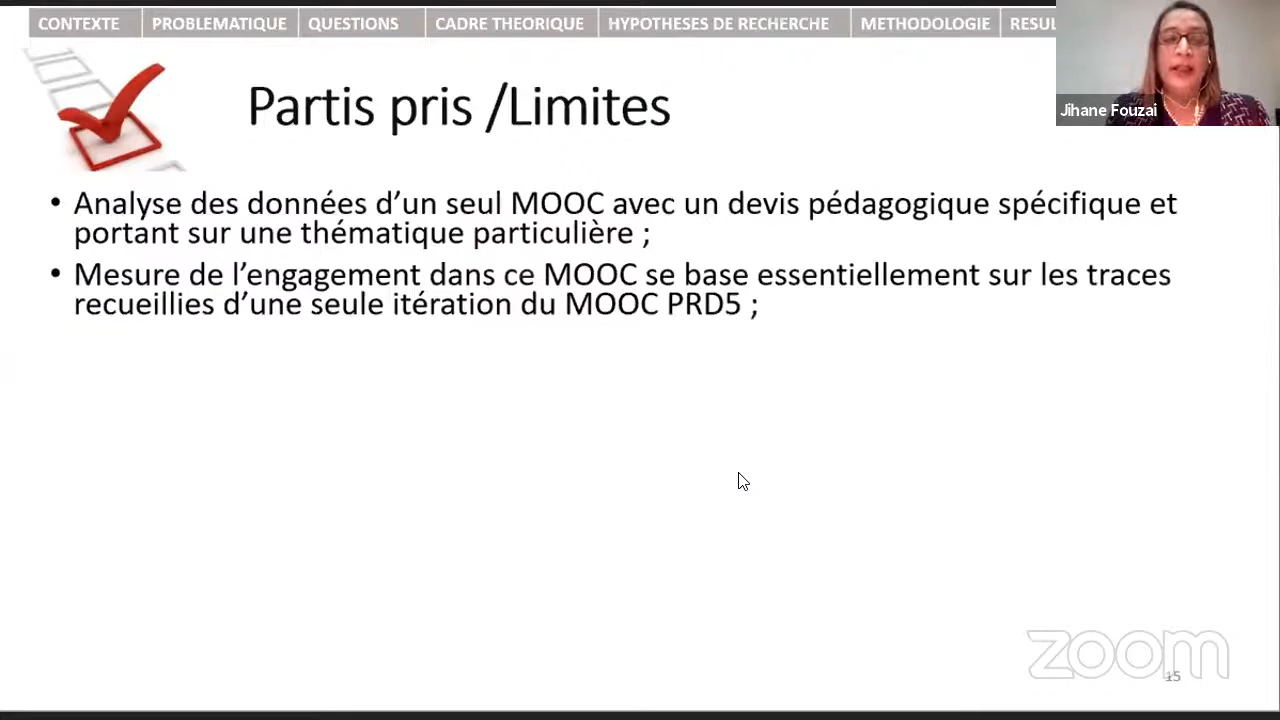 CONTEXTE PROBLEMATIQUE QUESTIONS CADRE THEORIQUE HYPOTHESES DE RECHERCHE METHODOLOGIE RESUL
Jihane Fouzai
Partis pris /Limites
• Analyse des données d’un seul MOOC avec un devis pédagogique spécifique et
portant sur une thématique particulière ;
• Mesure de l’engagement dans ce MOOC se base essentiellement sur les traces
recueillies d’une seule itération du MOOC PRD5 ;
zoom
15